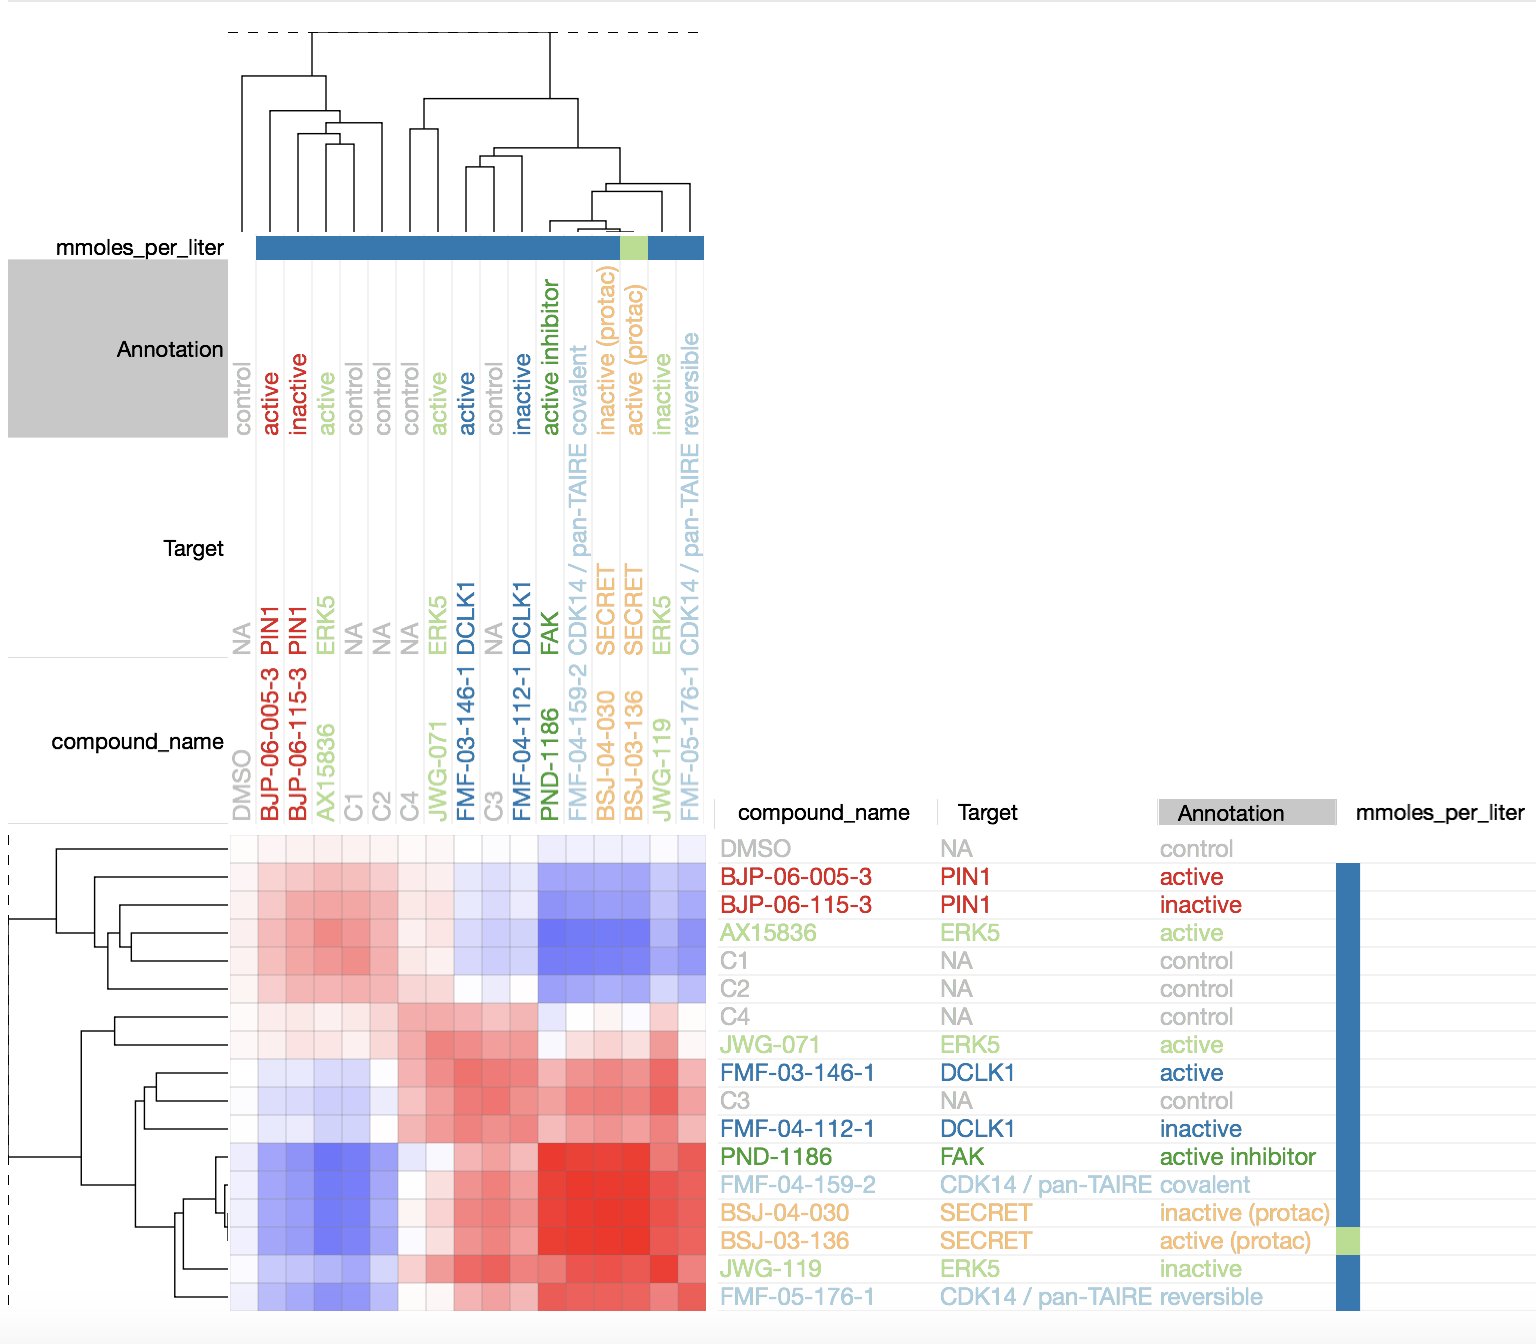 mmoles_per_liter
Annotation
control
active
inactive
active
control
control
control
active
active
control
inactive
active inhibitor
covalent
inactive (protac)
active (protac)
inactive
reversible
Target
NA
PIN1
PIN1
ERK5
NA
NA
NA
ERK5
DCLK1
NA
DCLK1
FAK
CDK14 / pan-TAIRE
SECRET
SECRET
ERK5
CDK14 / pan-TAIRE
compound_name
DMSO
BJP-06-005-3
BJP-06-115-3
AX15836
C1
C2
C4
JWG-071
FMF-03-146-1
C3
FMF-04-112-1
PND-1186
FMF-04-159-2
BSJ-04-030
BSJ-03-136
JWG-119
FMF-05-176-1
compound_name Target Annotation mmoles_per_liter
DMSO NA control
BJP-06-005-3 PIN1 active
BJP-06-115-3 PIN1 inactive
AX15836 ERK5 active
C1 NA control
C2 NA control
C4 NA control
JWG-071 ERK5 active
FMF-03-146-1 DCLK1 active
C3 NA control
FMF-04-112-1 DCLK1 inactive
PND-1186 FAK active inhibitor
FMF-04-159-2 CDK14 / pan-TAIRE covalent
BSJ-04-030 SECRET inactive (protac)
BSJ-03-136 SECRET active (protac)
JWG-119 ERK5 inactive
FMF-05-176-1 CDK14 / pan-TAIRE reversible